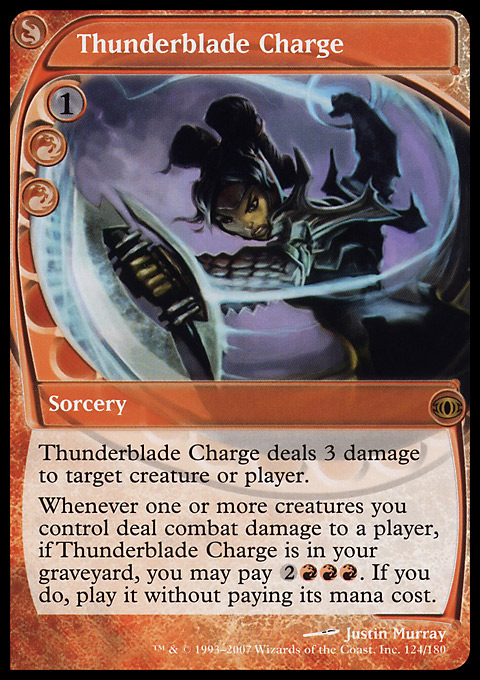 Thunderblade Charge
1
Sorcery
Thunderblade Charge deals 3 damage
to target creature or player.
Whenever one or more creatures you
control deal combat damage to a player,
if Thunderblade Charge is in your
graveyard, you may pay 2. If you
do, play it without paying its mana cost.
Justin Murray
™ & © 1993–2007 Wizards of the Coast, Inc. 124/180